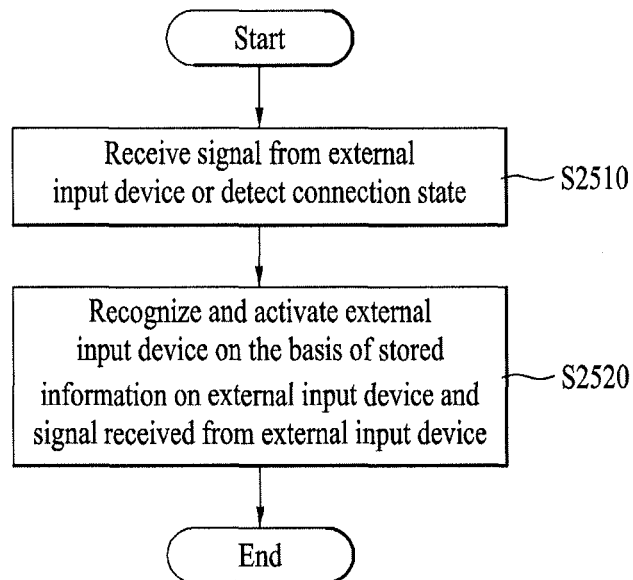 Start
Receive signal from external
input device or detect connection state
S2510
Recognize and activate external
input device on the basis of stored
information on external input device and
signal received from external input device
S2520
End